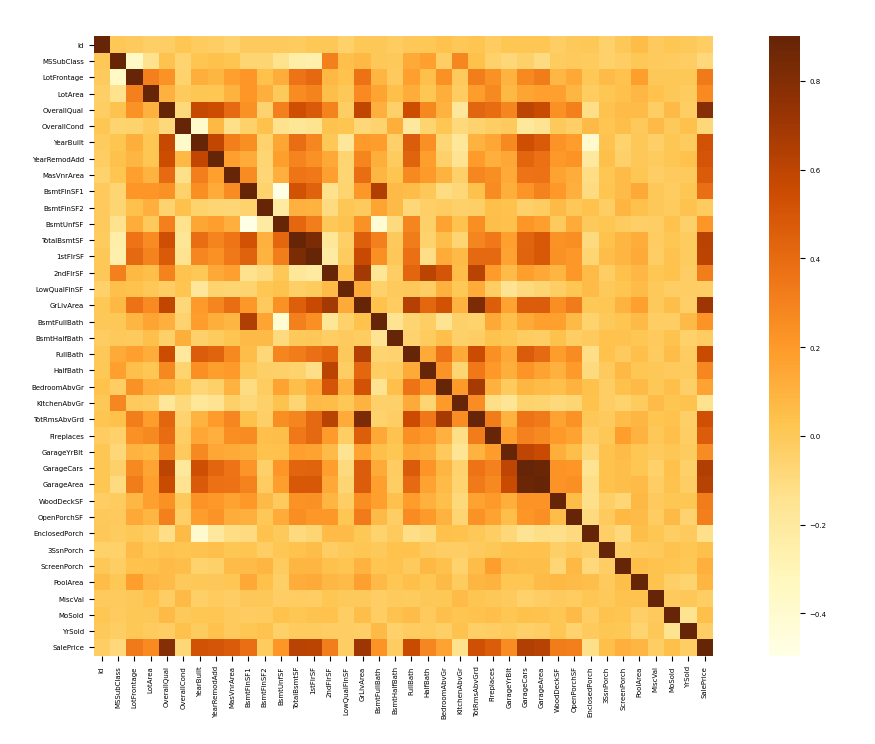 Id
MSSubClass
LotFrontage
LotArea
OverallQual
OverallCond
YearBuilt
YearRemodAdd
MasVnrArea
BsmtFinSF1
BsmtFinSF2
BsmtUnfSF
TotalBsmtSF
1stFlrSF
2ndFlrSF
LowQualFinSF
GrLivArea
BsmtFullBath
BsmtHalfBath
FullBath
HalfBath
BedroomAbvGr
KitchenAbvGr
TotRmsAbvGrd
Fireplaces
GarageYrBlt
GarageCars
GarageArea
WoodDeckSF
OpenPorchSF
EnclosedPorch
3SsnPorch
ScreenPorch
PoolArea
MiscVal
MoSold
YrSold
SalePrice
Id
MSSubClass
LotFrontage
LotArea
OverallQual
OverallCond
YearBuilt
YearRemodAdd
MasVnrArea
BsmtFinSF1
BsmtFinSF2
BsmtUnfSF
TotalBsmtSF
1stFlrSF
2ndFlrSF
LowQualFinSF
GrLivArea
BsmtFullBath
BsmtHalfBath
FullBath
HalfBath
BedroomAbvGr
KitchenAbvGr
TotRmsAbvGrd
Fireplaces
GarageYrBlt
GarageCars
GarageArea
WoodDeckSF
OpenPorchSF
EnclosedPorch
3SsnPorch
ScreenPorch
PoolArea
MiscVal
MoSold
YrSold
SalePrice
0.8
0.6
0.4
0.2
0.0
−0.2
−0.4